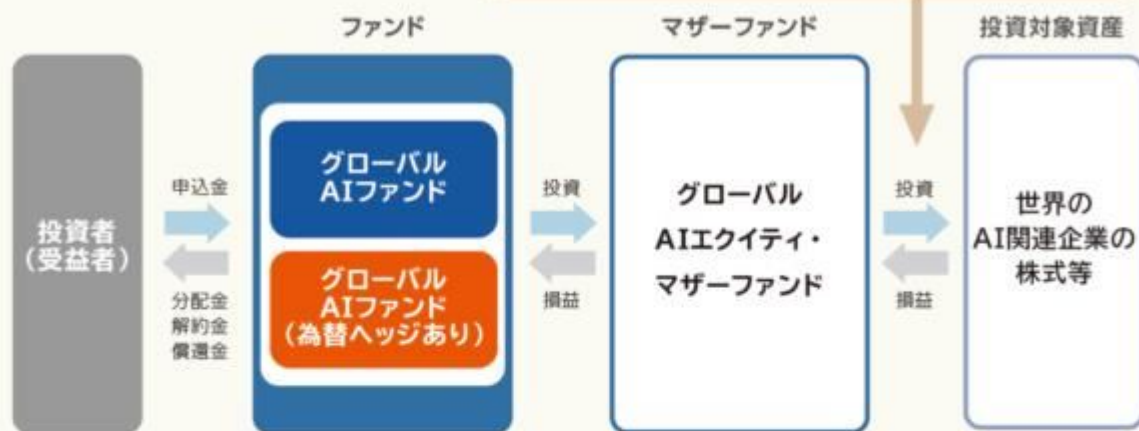 ファンド
マザーファンド
投資対象資産
投資者
(受益者)
申込金
分配金
解約金
償還金
グローバル
AIファンド
グローバル
AIファンド
(為替ヘッジあり)
投資
損益
グローバル
AIエクイティ・
マザーファンド
投資
損益
世界の
AI関連企業の
株式等